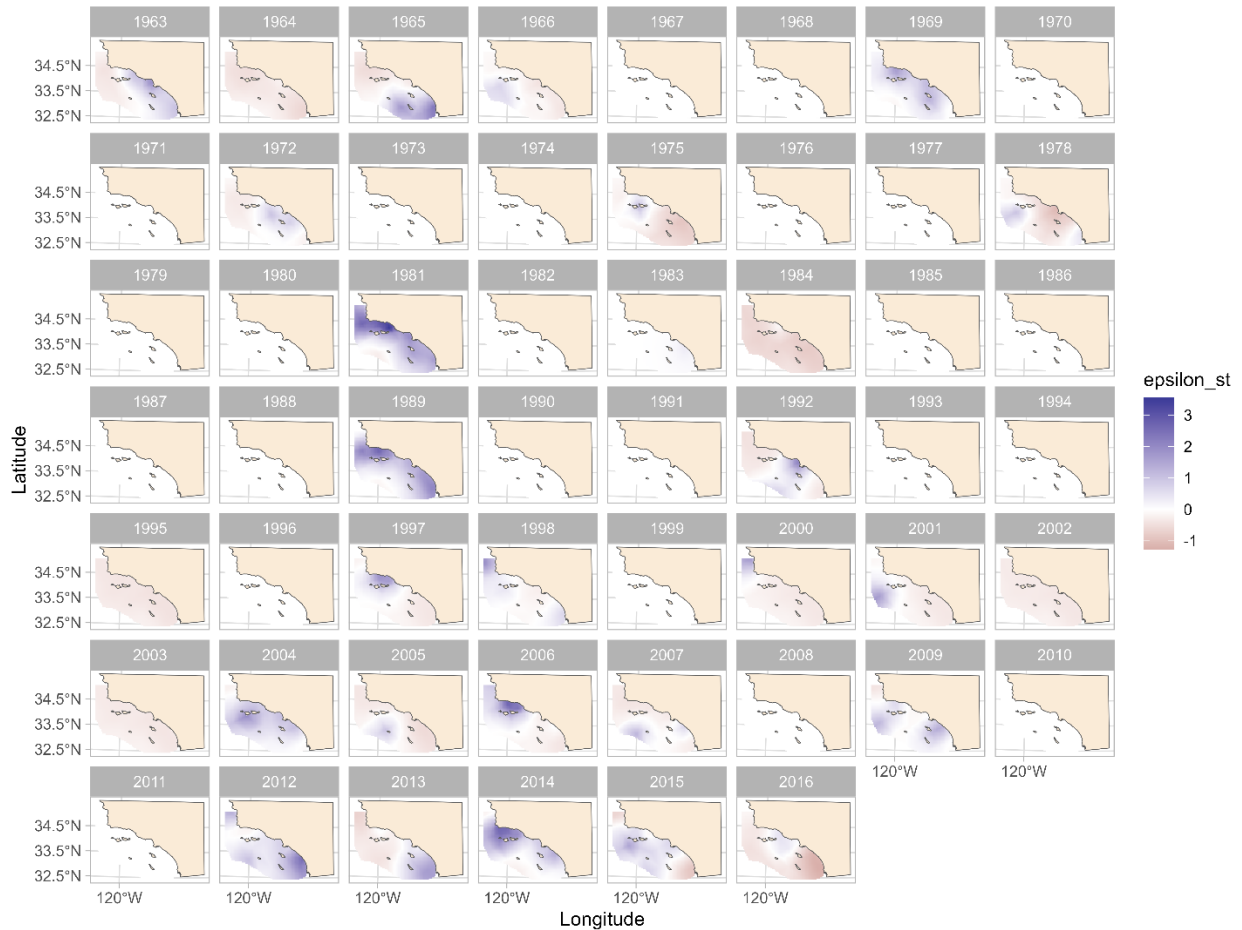 1963 1964 1965 1966 1967 1968 1969 1970
34.5°N
33.5°N
32.5°N
1971 1972 1973 1974 1975 1976 1977 1978
34.5°N
33.5°N
32.5°N
1979 1980 1981 1982 1983 1984 1985 1986
34.5°N
33.5°N
32.5°N
epsilon_st
3
2
1
0
-1
1987 1988 1989 1990 1991 1992 1993 1994
34.5°N
33.5°N
32.5°N
Latitude
1995 1996 1997 1998 1999 2000 2001 2002
34.5°N
33.5°N
32.5°N
2003 2004 2005 2006 2007 2008 2009 2010
34.5°N
33.5°N
32.5°N
120°W 120°W
2011 2012 2013 2014 2015 2016
34.5°N
33.5°N
32.5°N
120°W 120°W 120°W 120°W 120°W 120°W
Longitude